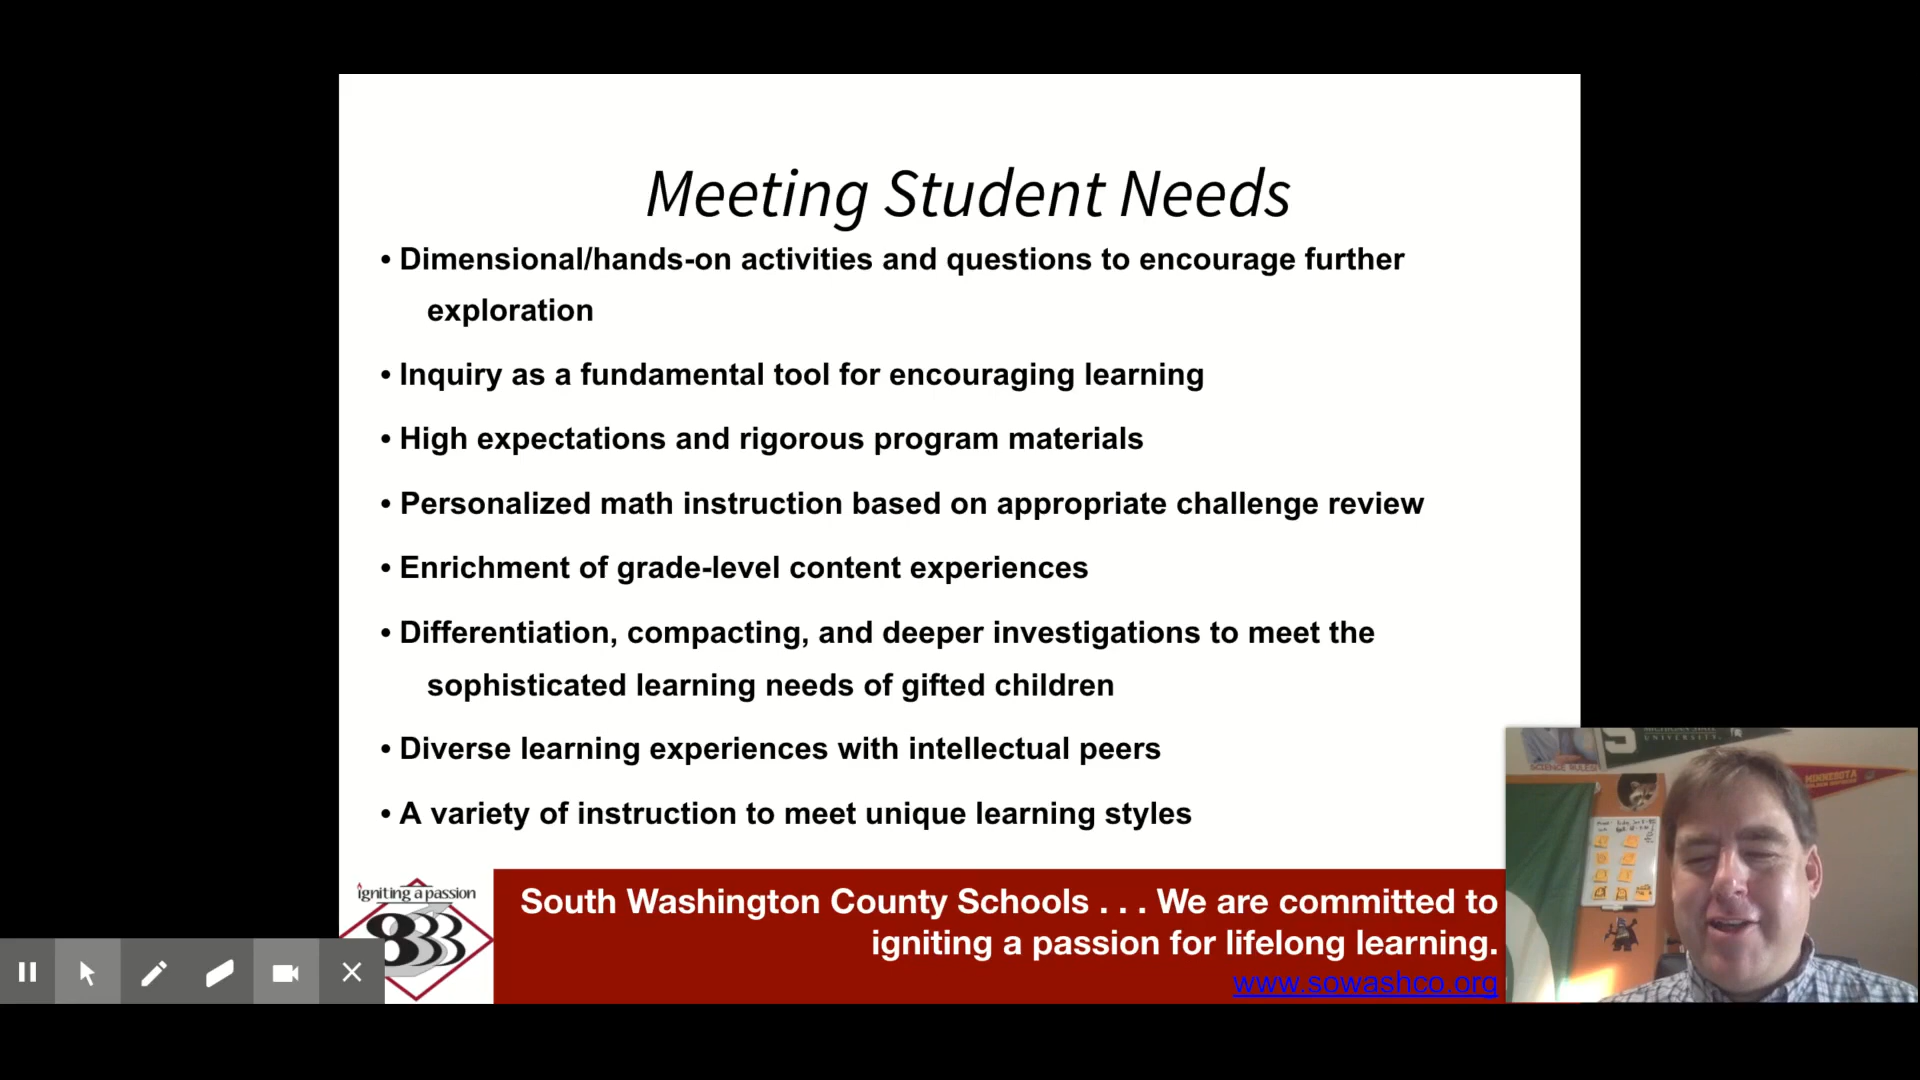 Meeting Student Needs
• Dimensional/hands-on activities and questions to encourage further
exploration
• Inquiry as a fundamental tool for encouraging learning
• High expectations and rigorous program materials
• Personalized math instruction based on appropriate challenge review
• Enrichment of grade-level content experiences
• Differentiation, compacting, and deeper investigations to meet the
sophisticated learning needs of gifted children
• Diverse learning experiences with intellectual peers
• A variety of instruction to meet unique learning styles
igniting a passion
833
South Washington County Schools . . . We are committed to
igniting a passion for lifelong learning.
www.sowashco.org
S
MICHIGAN STATE
UNIVERSITY
MINNESOTA